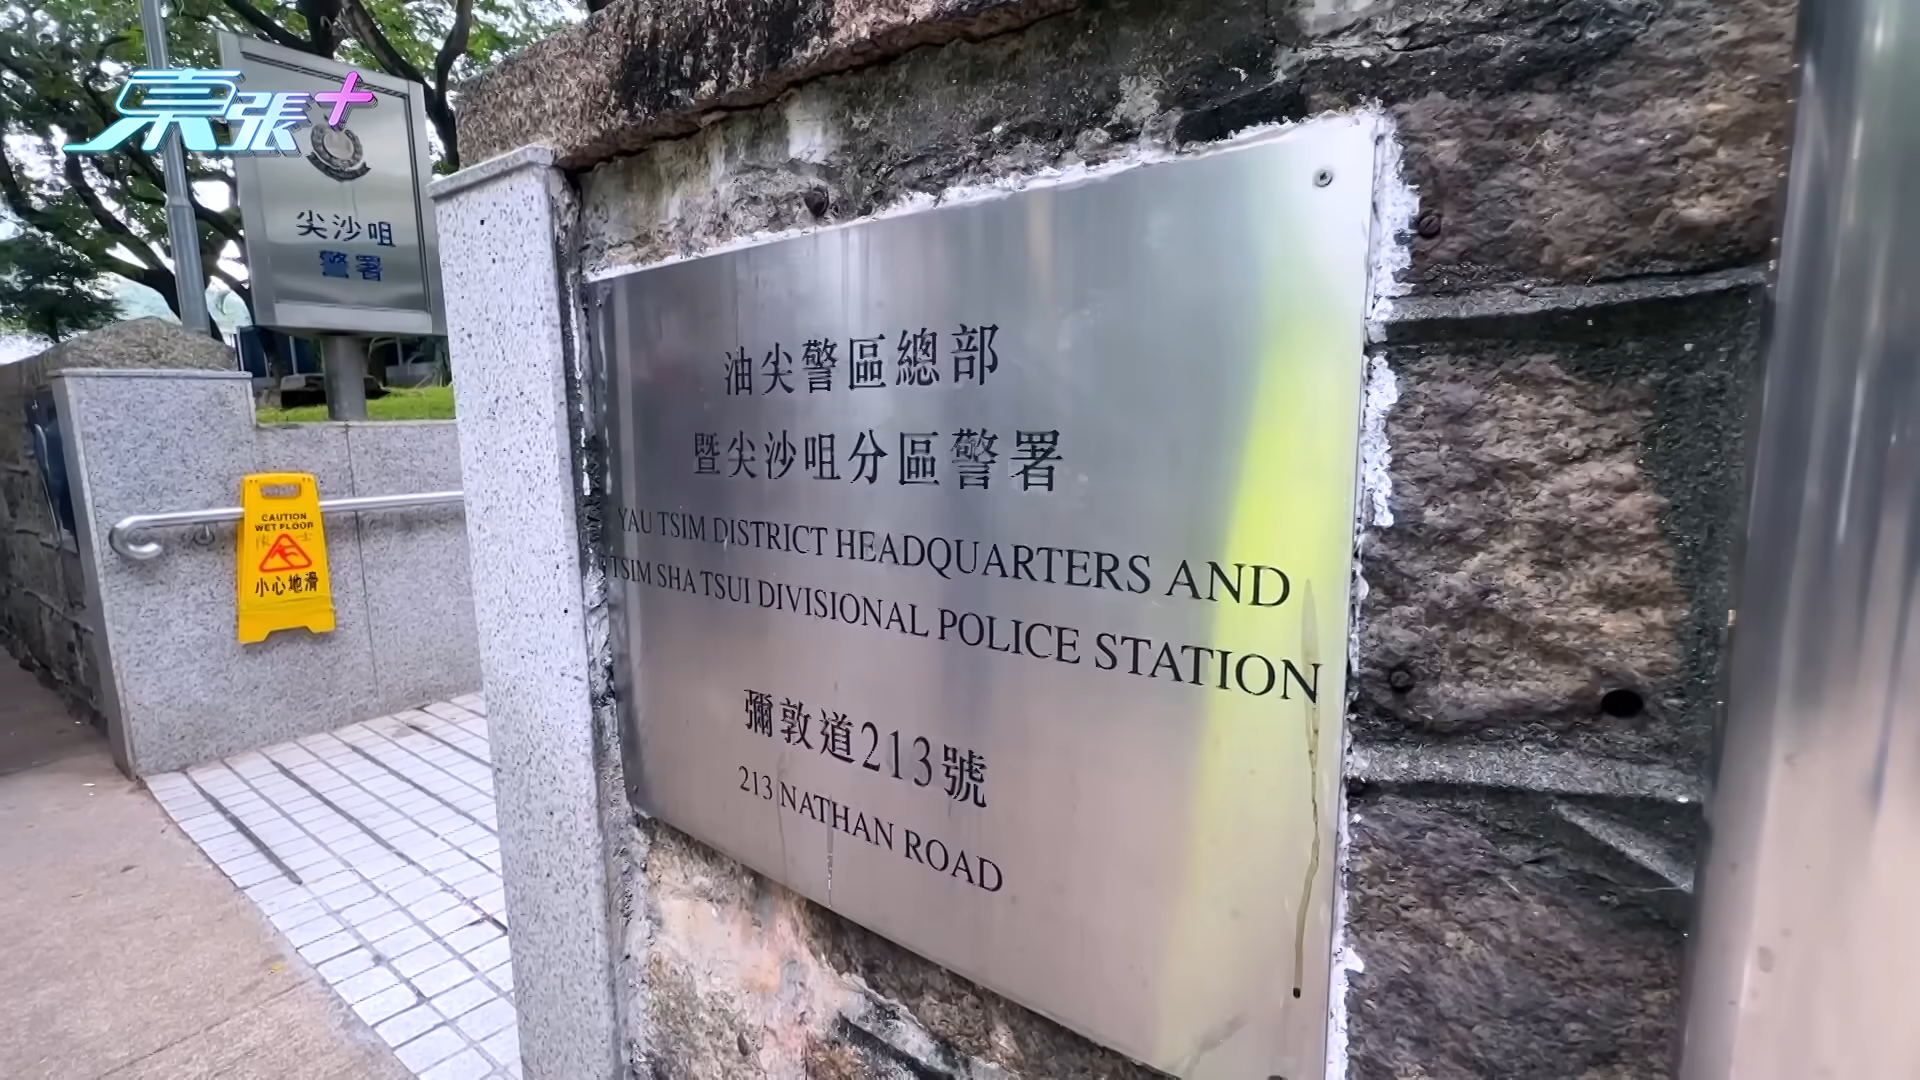 東張+
尖沙咀
警署
油尖警區總部
暨尖沙咀分區警署
YAU TSIM DISTRICT HEADQUARTERS AND
TSIM SHA TSUI DIVISIONAL POLICE STATION
彌敦道213號
213 NATHAN ROAD
CAUTION
WET FLOOR
小心地滑